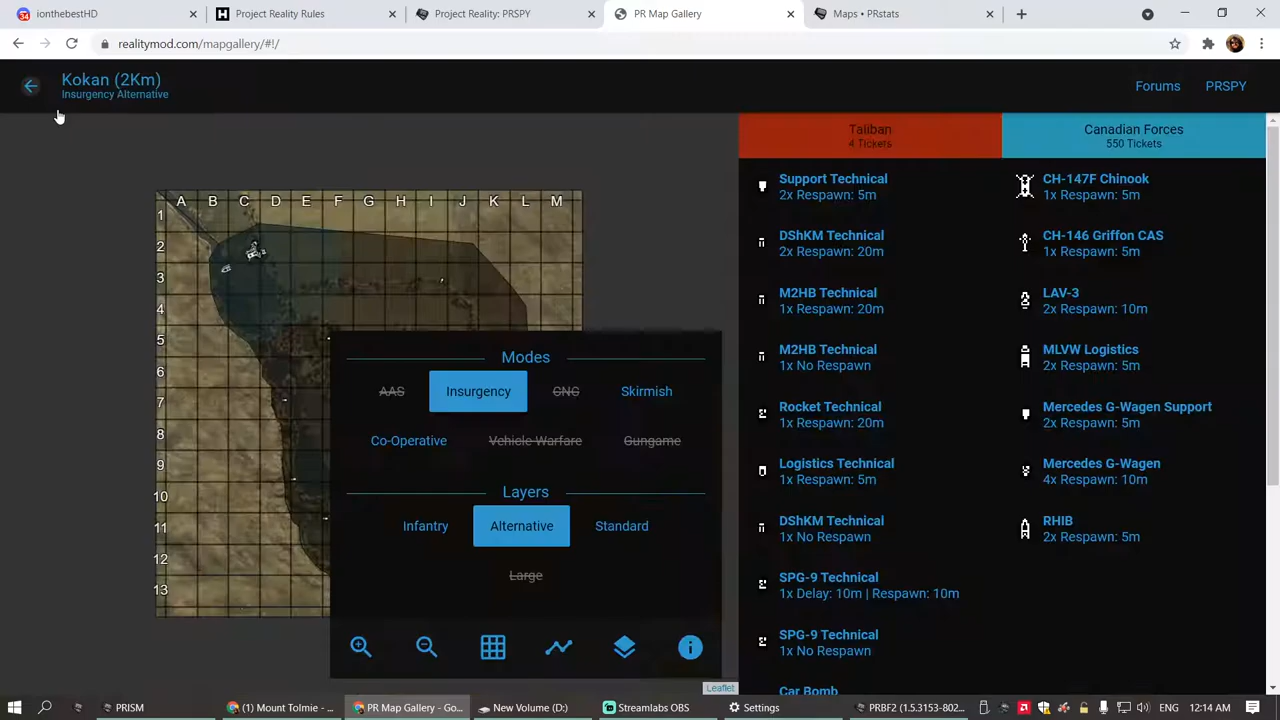 ionthebestHD
Project Reality Rules
Project Reality: PRSPY
PR Map Gallery
Maps • PRstats
realitymod.com/mapgallery/#!/
Kokan (2Km)
Insurgency Alternative
Forums
PRSPY
Taliban
4 Tickets
Canadian Forces
550 Tickets
Support Technical
2x Respawn: 5m
DShKM Technical
2x Respawn: 20m
M2HB Technical
1x Respawn: 20m
M2HB Technical
1x No Respawn
Rocket Technical
1x Respawn: 20m
Logistics Technical
1x Respawn: 5m
DShKM Technical
1x No Respawn
SPG-9 Technical
1x Delay: 10m | Respawn: 10m
SPG-9 Technical
1x No Respawn
Car Bomb
CH-147F Chinook
1x Respawn: 5m
CH-146 Griffon CAS
1x Respawn: 5m
LAV-3
2x Respawn: 10m
MLVW Logistics
2x Respawn: 5m
Mercedes G-Wagen Support
2x Respawn: 5m
Mercedes G-Wagen
4x Respawn: 10m
RHIB
2x Respawn: 5m
A B C D E F G H I J K L M
1
2
3
4
5
6
7
8
9
10
11
12
13
Modes
AAS Insurgency CNC Skirmish
Co-Operative Vehicle Warfare Gungame
Layers
Infantry Alternative Standard
Large
Leaflet
PRISM
(1) Mount Tolmie - ...
PR Map Gallery - Go...
New Volume (D:)
Streamlabs OBS
Settings
PRBF2 (1.5.3153-802...
ENG
12:14 AM